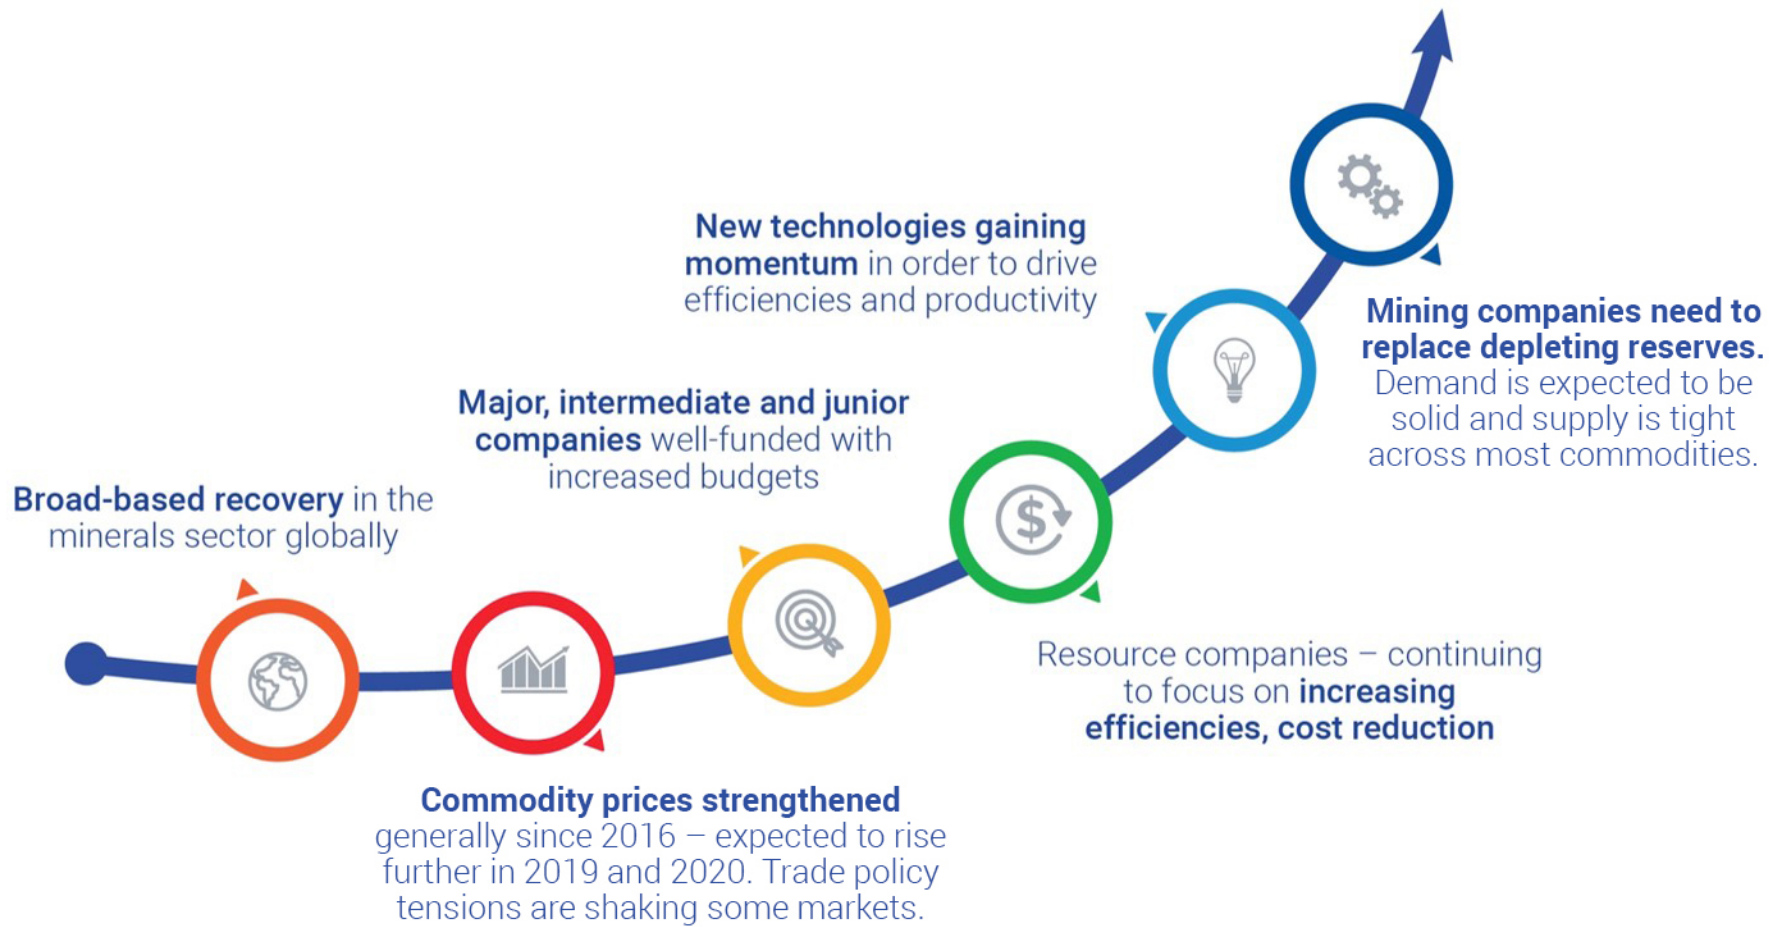 Broad-based recovery in the
minerals sector globally
Commodity prices strengthened
generally since 2016 – expected to rise
further in 2019 and 2020. Trade policy
tensions are shaking some markets.
Major, intermediate and junior
companies well-funded with
increased budgets
$
Resource companies – continuing
to focus on increasing
efficiencies, cost reduction
New technologies gaining
momentum in order to drive
efficiencies and productivity
Mining companies need to
replace depleting reserves.
Demand is expected to be
solid and supply is tight
across most commodities.